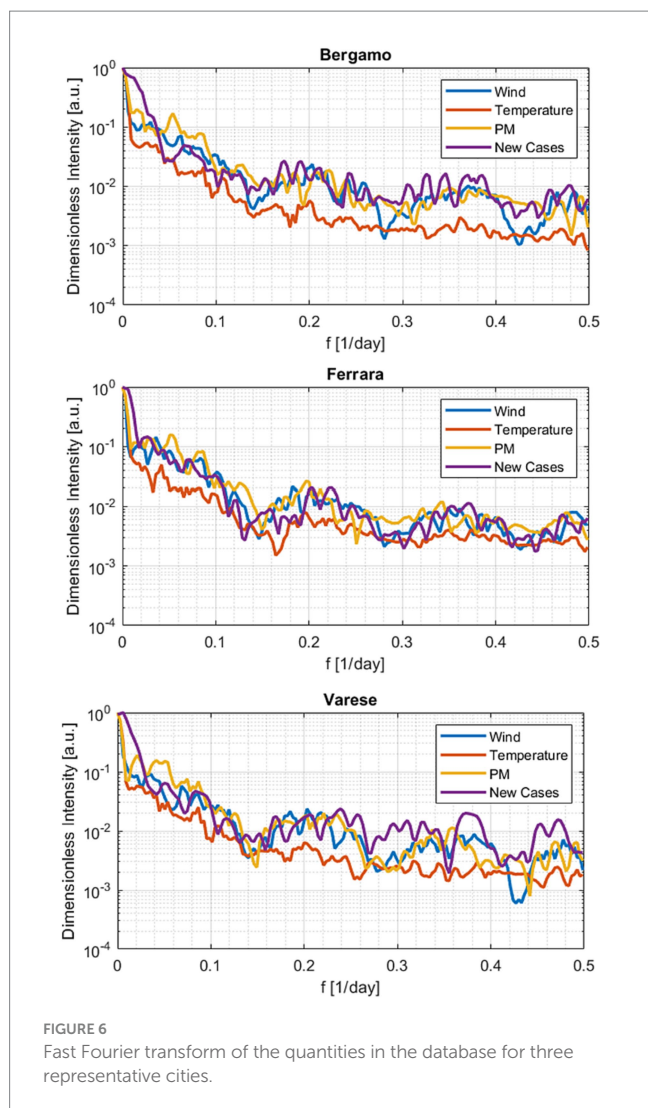 Bergamo
Dimensionless Intensity [a.u.]
10^0
10^-1
10^-2
10^-3
10^-4
Wind
Temperature
PM
New Cases
0 0.1 0.2 0.3 0.4 0.5
f [1/day]
Ferrara
Dimensionless Intensity [a.u.]
10^0
10^-1
10^-2
10^-3
10^-4
Wind
Temperature
PM
New Cases
0 0.1 0.2 0.3 0.4 0.5
f [1/day]
Varese
Dimensionless Intensity [a.u.]
10^0
10^-1
10^-2
10^-3
10^-4
Wind
Temperature
PM
New Cases
0 0.1 0.2 0.3 0.4 0.5
f [1/day]
FIGURE 6
Fast Fourier transform of the quantities in the database for three
representative cities.